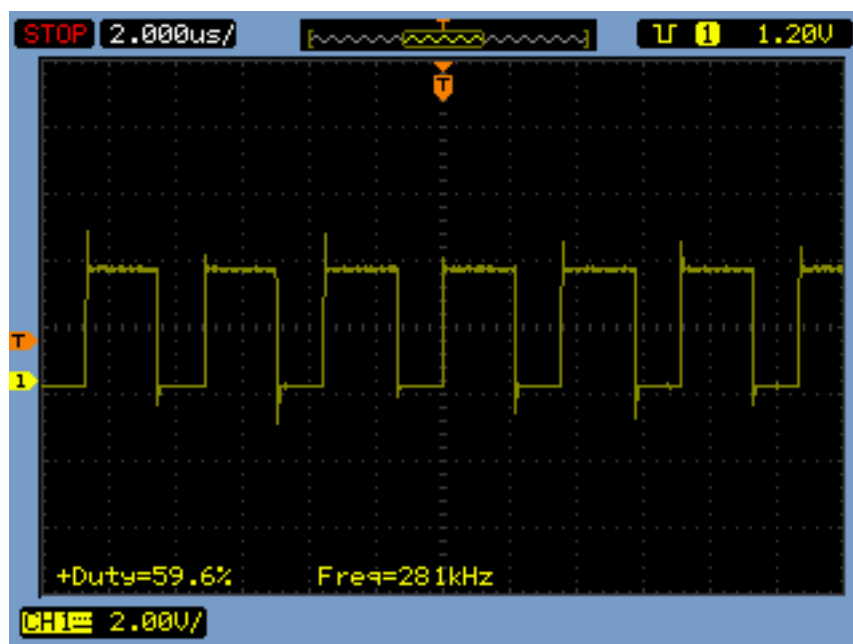 STOP 2.000us/ T 1 1.20V
T
T
1
+Duty=59.6% Freq=281kHz
CH1 2.00V/